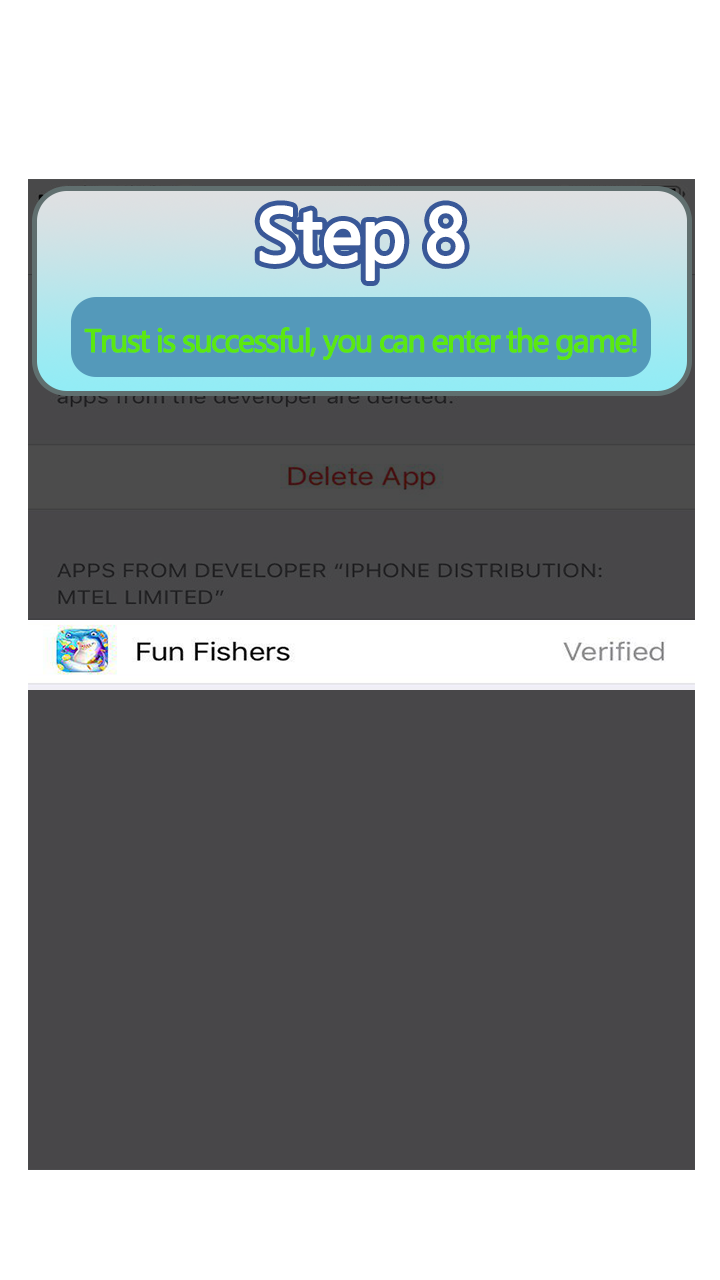 Step 8
Trust is successful, you can enter the game!
apps from the developer are deleted.
Delete App
APPS FROM DEVELOPER “IPHONE DISTRIBUTION:
MTEL LIMITED”
Fun Fishers Verified